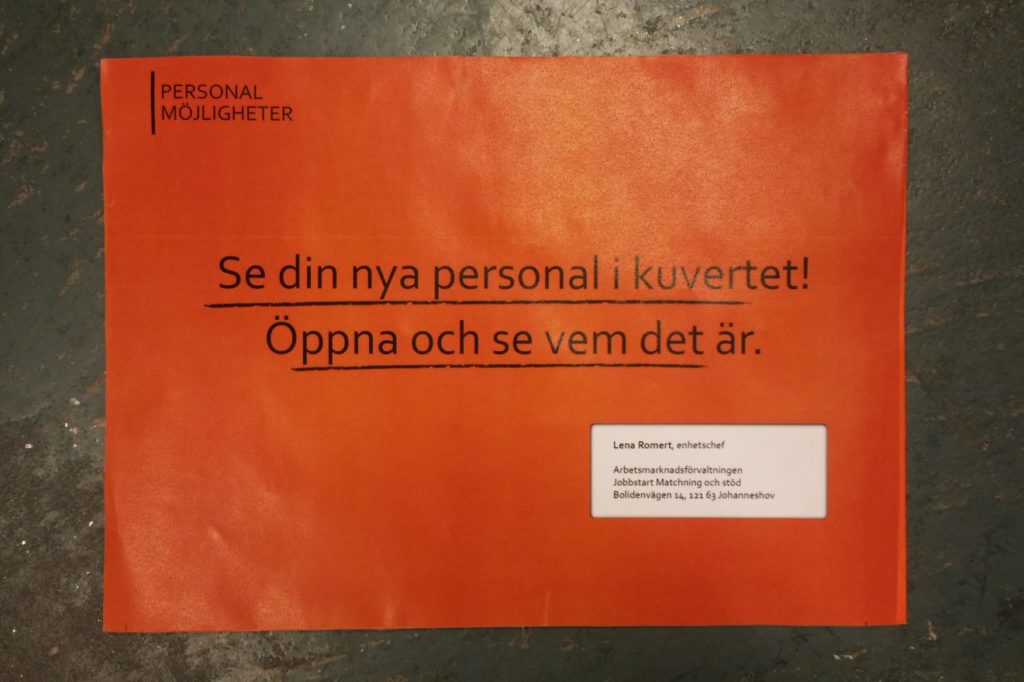 PERSONAL
MÖJLIGHETER
Se din nya personal i kuvertet!
Öppna och se vem det är.
Lena Romert, enhetschef
Arbetsmarknadsförvaltningen
Jobbstart Matchning och stöd
Bolidenvägen 14, 121 63 Johanneshov